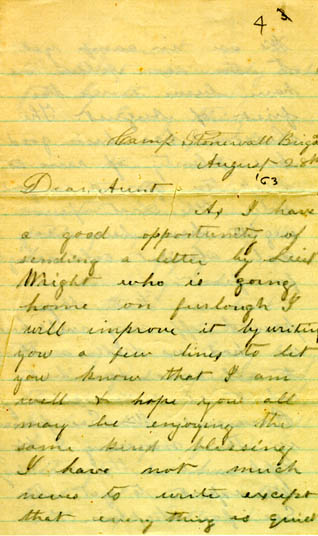 4 3
Camp Stonewall Briga
August 28th
'63
Dear Aunt
As I have
a good opportunity of
sending a letter by Lieut
Wright who is going
home on furlough I
will improve it by writing
you a few lines to let
you know that I am
well & hope you all
may be enjoying the
same kind blessing
I have not much
news to write except
that every thing is quiet